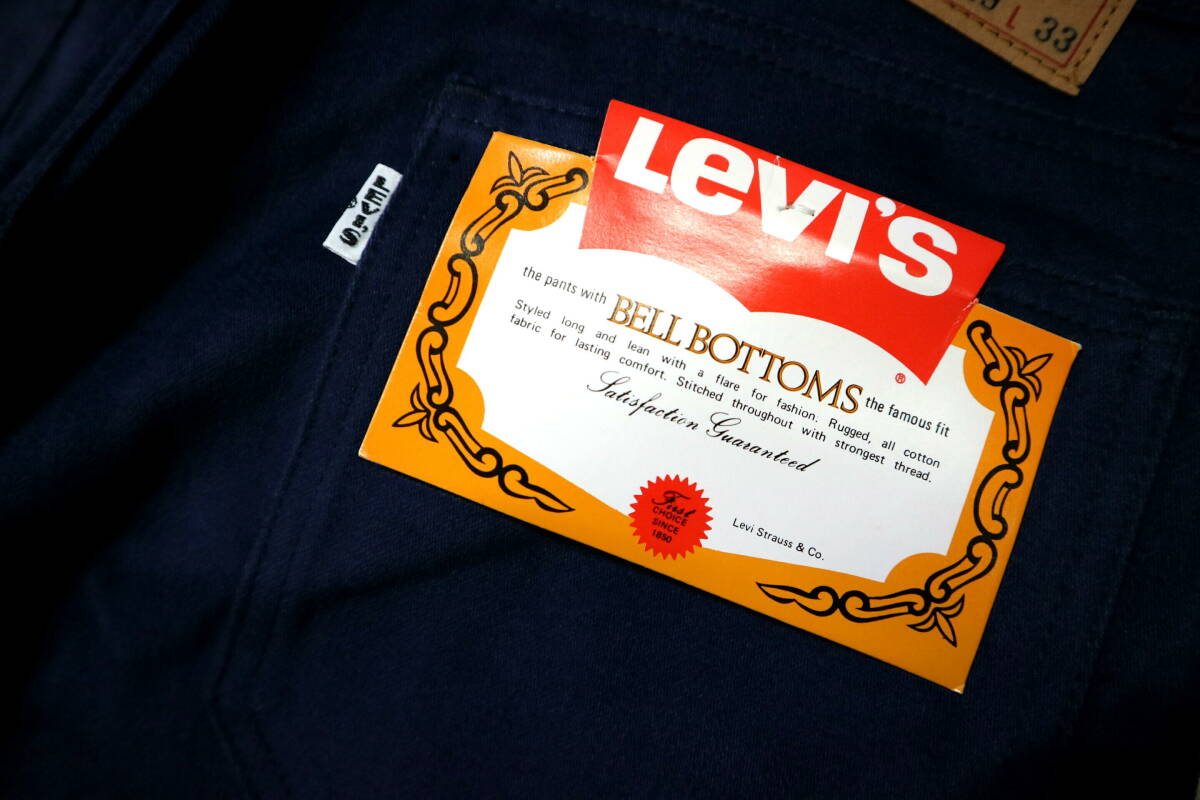 L 33
LEVI'S
LEVI'S
®
the pants with BELL BOTTOMS the famous fit
Styled long and lean with a flare for fashion. Rugged, all cotton
fabric for lasting comfort. Stitched throughout with strongest thread.
Satisfaction Guaranteed
First
CHOICE
SINCE
1850
Levi Strauss & Co.